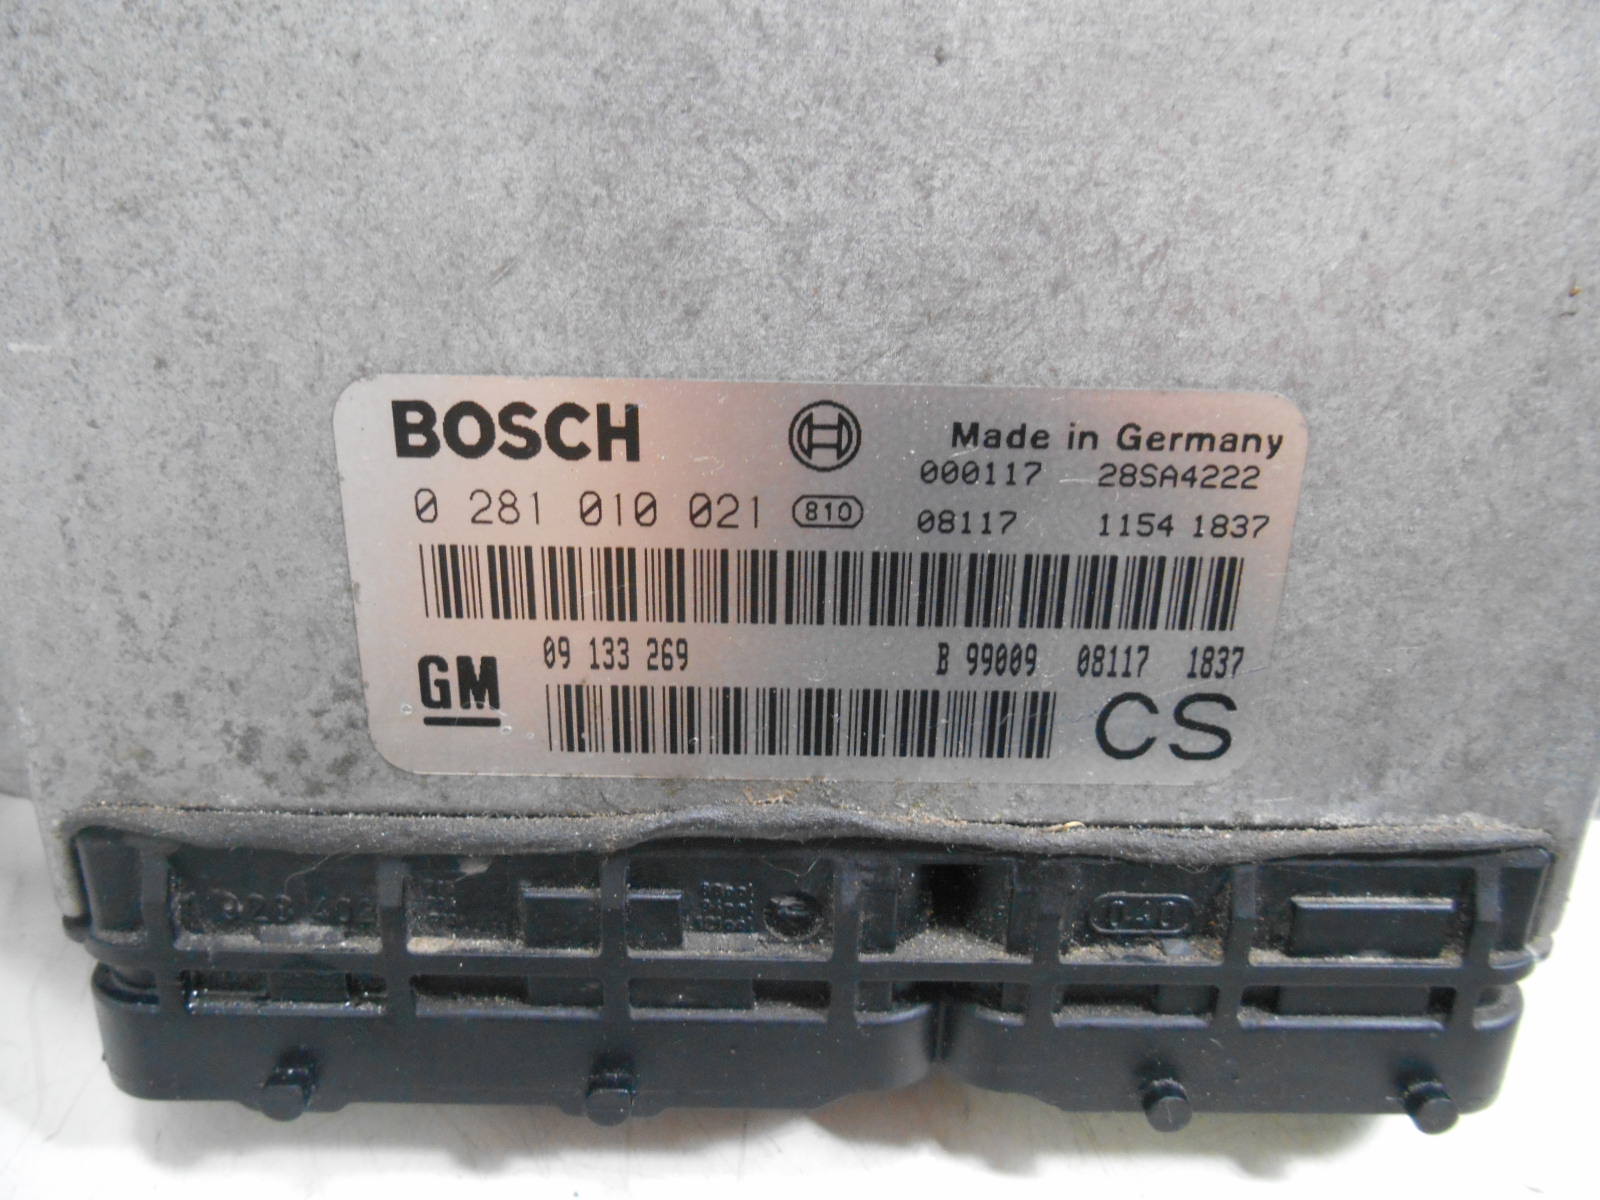 BOSCH
Made in Germany
000117 28SA4222
0 281 010 021 810 08117 1154 1837
09 133 269 B 99009 08117 1837
GM CS
040